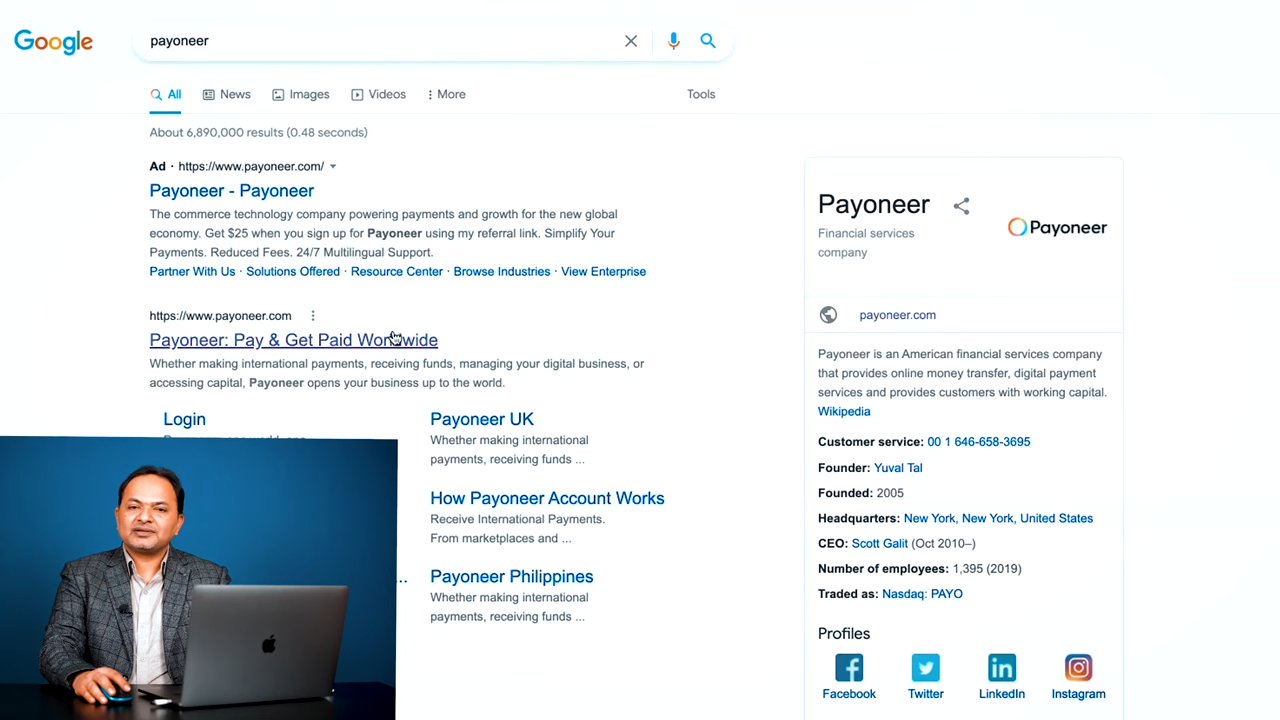 Google
payoneer
All
News
Images
Videos
More
Tools
About 6,890,000 results (0.48 seconds)
Ad · https://www.payoneer.com/
Payoneer - Payoneer
The commerce technology company powering payments and growth for the new global
economy. Get $25 when you sign up for Payoneer using my referral link. Simplify Your
Payments. Reduced Fees. 24/7 Multilingual Support.
Partner With Us · Solutions Offered · Resource Center · Browse Industries · View Enterprise
https://www.payoneer.com
Payoneer: Pay & Get Paid Worldwide
Whether making international payments, receiving funds, managing your digital business, or
accessing capital, Payoneer opens your business up to the world.
Login
Payoneer UK
Whether making international
payments, receiving funds ...
How Payoneer Account Works
Receive International Payments.
From marketplaces and ...
...
Payoneer Philippines
Whether making international
payments, receiving funds ...
Payoneer
Financial services
company
Payoneer
payoneer.com
Payoneer is an American financial services company
that provides online money transfer, digital payment
services and provides customers with working capital.
Wikipedia
Customer service: 00 1 646-658-3695
Founder: Yuval Tal
Founded: 2005
Headquarters: New York, New York, United States
CEO: Scott Galit (Oct 2010–)
Number of employees: 1,395 (2019)
Traded as: Nasdaq: PAYO
Profiles
Facebook
Twitter
LinkedIn
Instagram